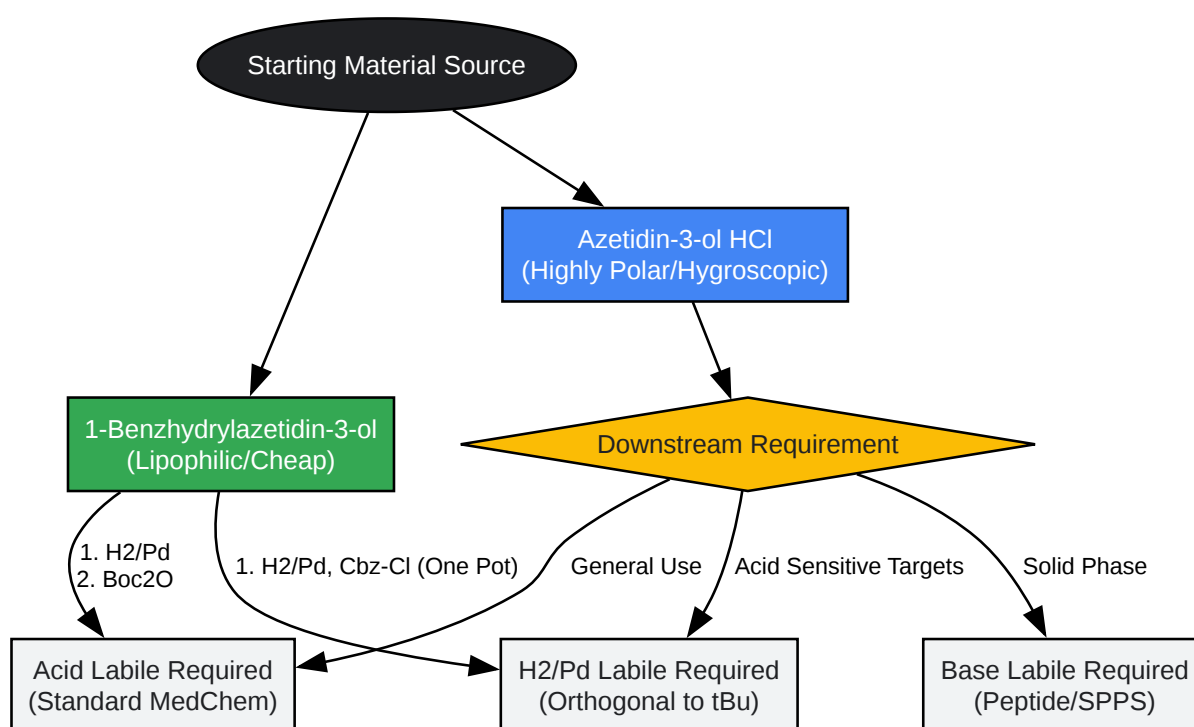 Starting Material Source
Azetidin-3-ol HCl
(Highly Polar/Hygroscopic)
1-Benzhydrylazetidin-3-ol
(Lipophilic/Cheap)
Downstream Requirement
1. H2/Pd
2. Boc2O
1. H2/Pd, Cbz-Cl (One Pot)
General Use
Acid Sensitive Targets
Solid Phase
Acid Labile Required
(Standard MedChem)
H2/Pd Labile Required
(Orthogonal to tBu)
Base Labile Required
(Peptide/SPPS)